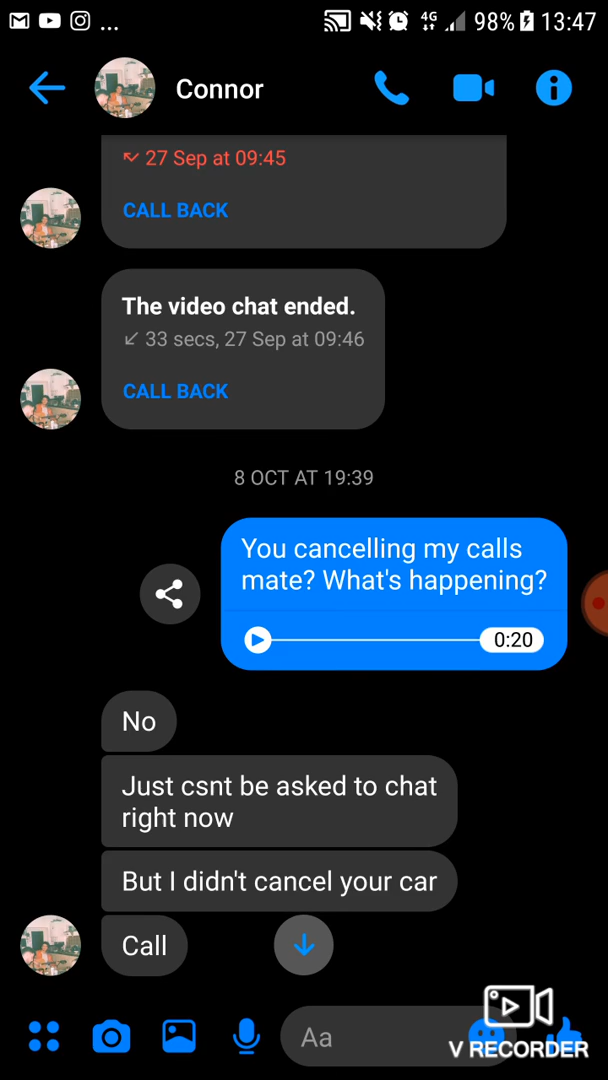 ... 4G 98% 13:47
Connor
27 Sep at 09:45
CALL BACK
The video chat ended.
33 secs, 27 Sep at 09:46
CALL BACK
8 OCT AT 19:39
You cancelling my calls
mate? What's happening?
0:20
No
Just csnt be asked to chat
right now
But I didn't cancel your car
Call
Aa
V RECORDER